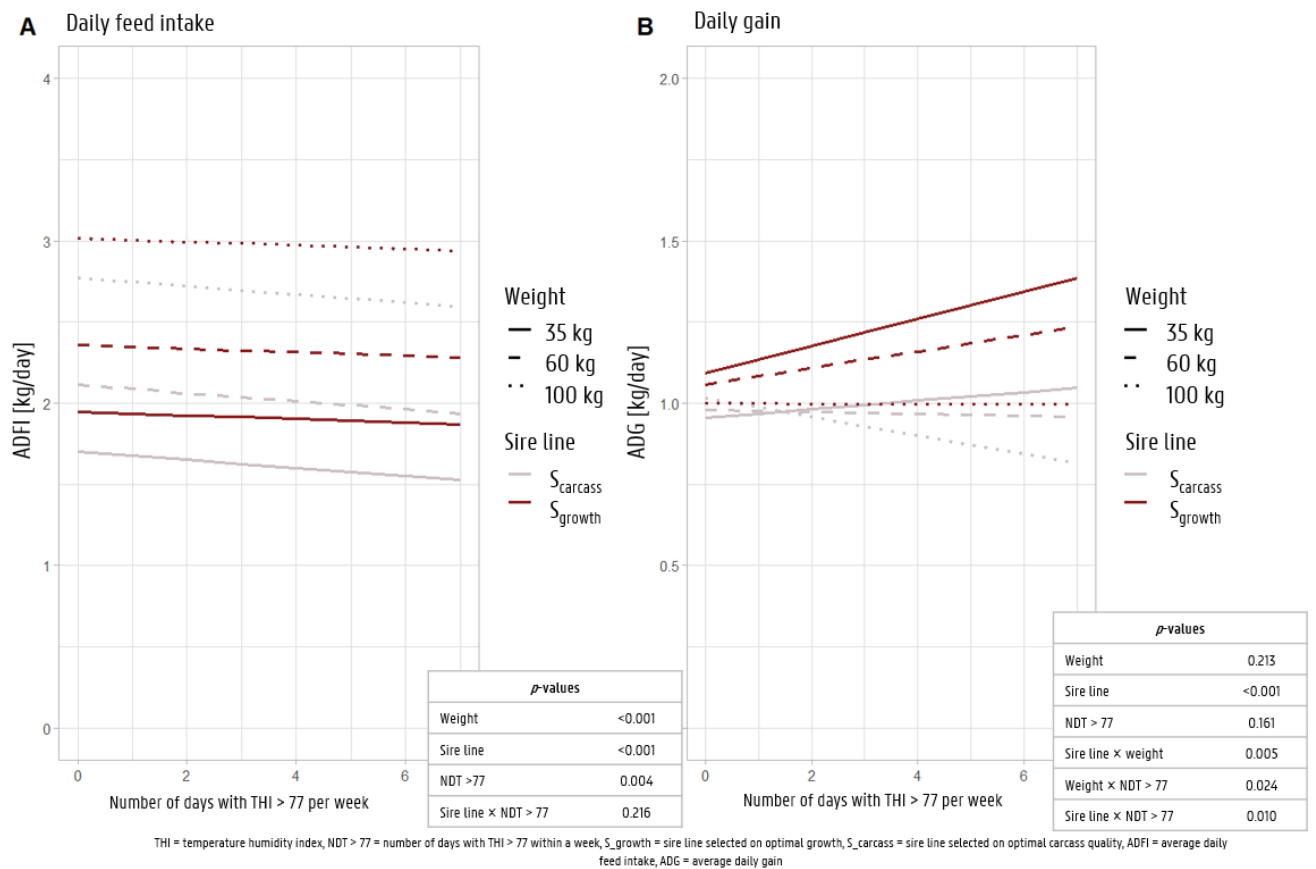 A Daily feed intake
4
3
2
1
0
ADFI [kg/day]
0 2 4 6
Number of days with THI > 77 per week
Weight
35 kg
60 kg
100 kg
Sire line
S_carcass
S_growth
p-values
Weight <0.001
Sire line <0.001
NDT >77 0.004
Sire line × NDT > 77 0.216
B Daily gain
2.0
1.5
1.0
0.5
ADG [kg/day]
0 2 4 6
Number of days with THI > 77 per week
Weight
35 kg
60 kg
100 kg
Sire line
S_carcass
S_growth
p-values
Weight 0.213
Sire line <0.001
NDT > 77 0.161
Sire line × weight 0.005
Weight × NDT > 77 0.024
Sire line × NDT > 77 0.010
THI = temperature humidity index, NDT > 77 = number of days with THI > 77 within a week, S_growth = sire line selected on optimal growth, S_carcass = sire line selected on optimal carcass quality, ADFI = average daily
feed intake, ADG = average daily gain